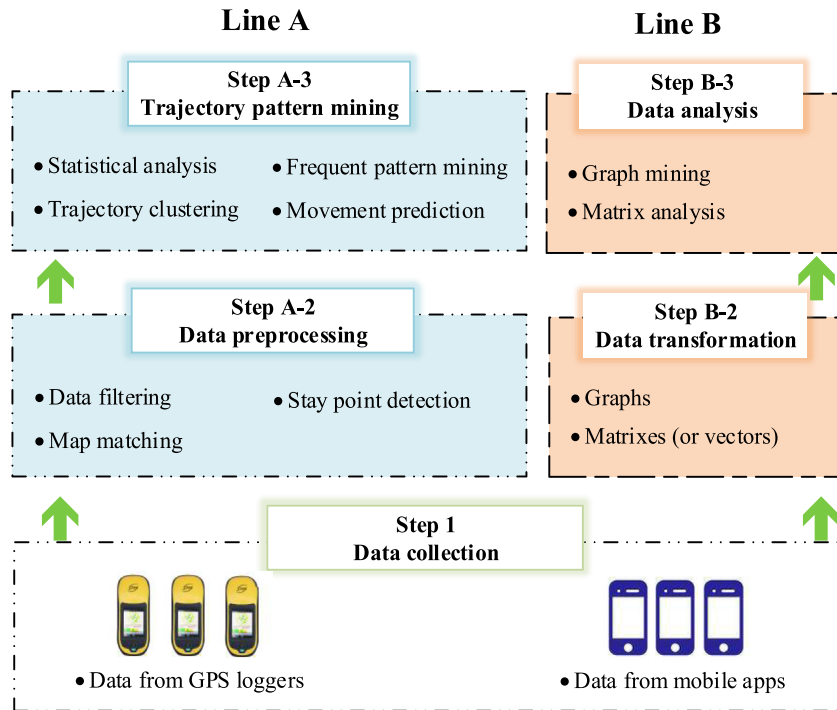 Line A
Line B
Step A-3
Trajectory pattern mining
• Statistical analysis
• Frequent pattern mining
• Trajectory clustering
• Movement prediction
Step B-3
Data analysis
• Graph mining
• Matrix analysis
Step A-2
Data preprocessing
• Data filtering
• Stay point detection
• Map matching
Step B-2
Data transformation
• Graphs
• Matrixes (or vectors)
Step 1
Data collection
• Data from GPS loggers
• Data from mobile apps